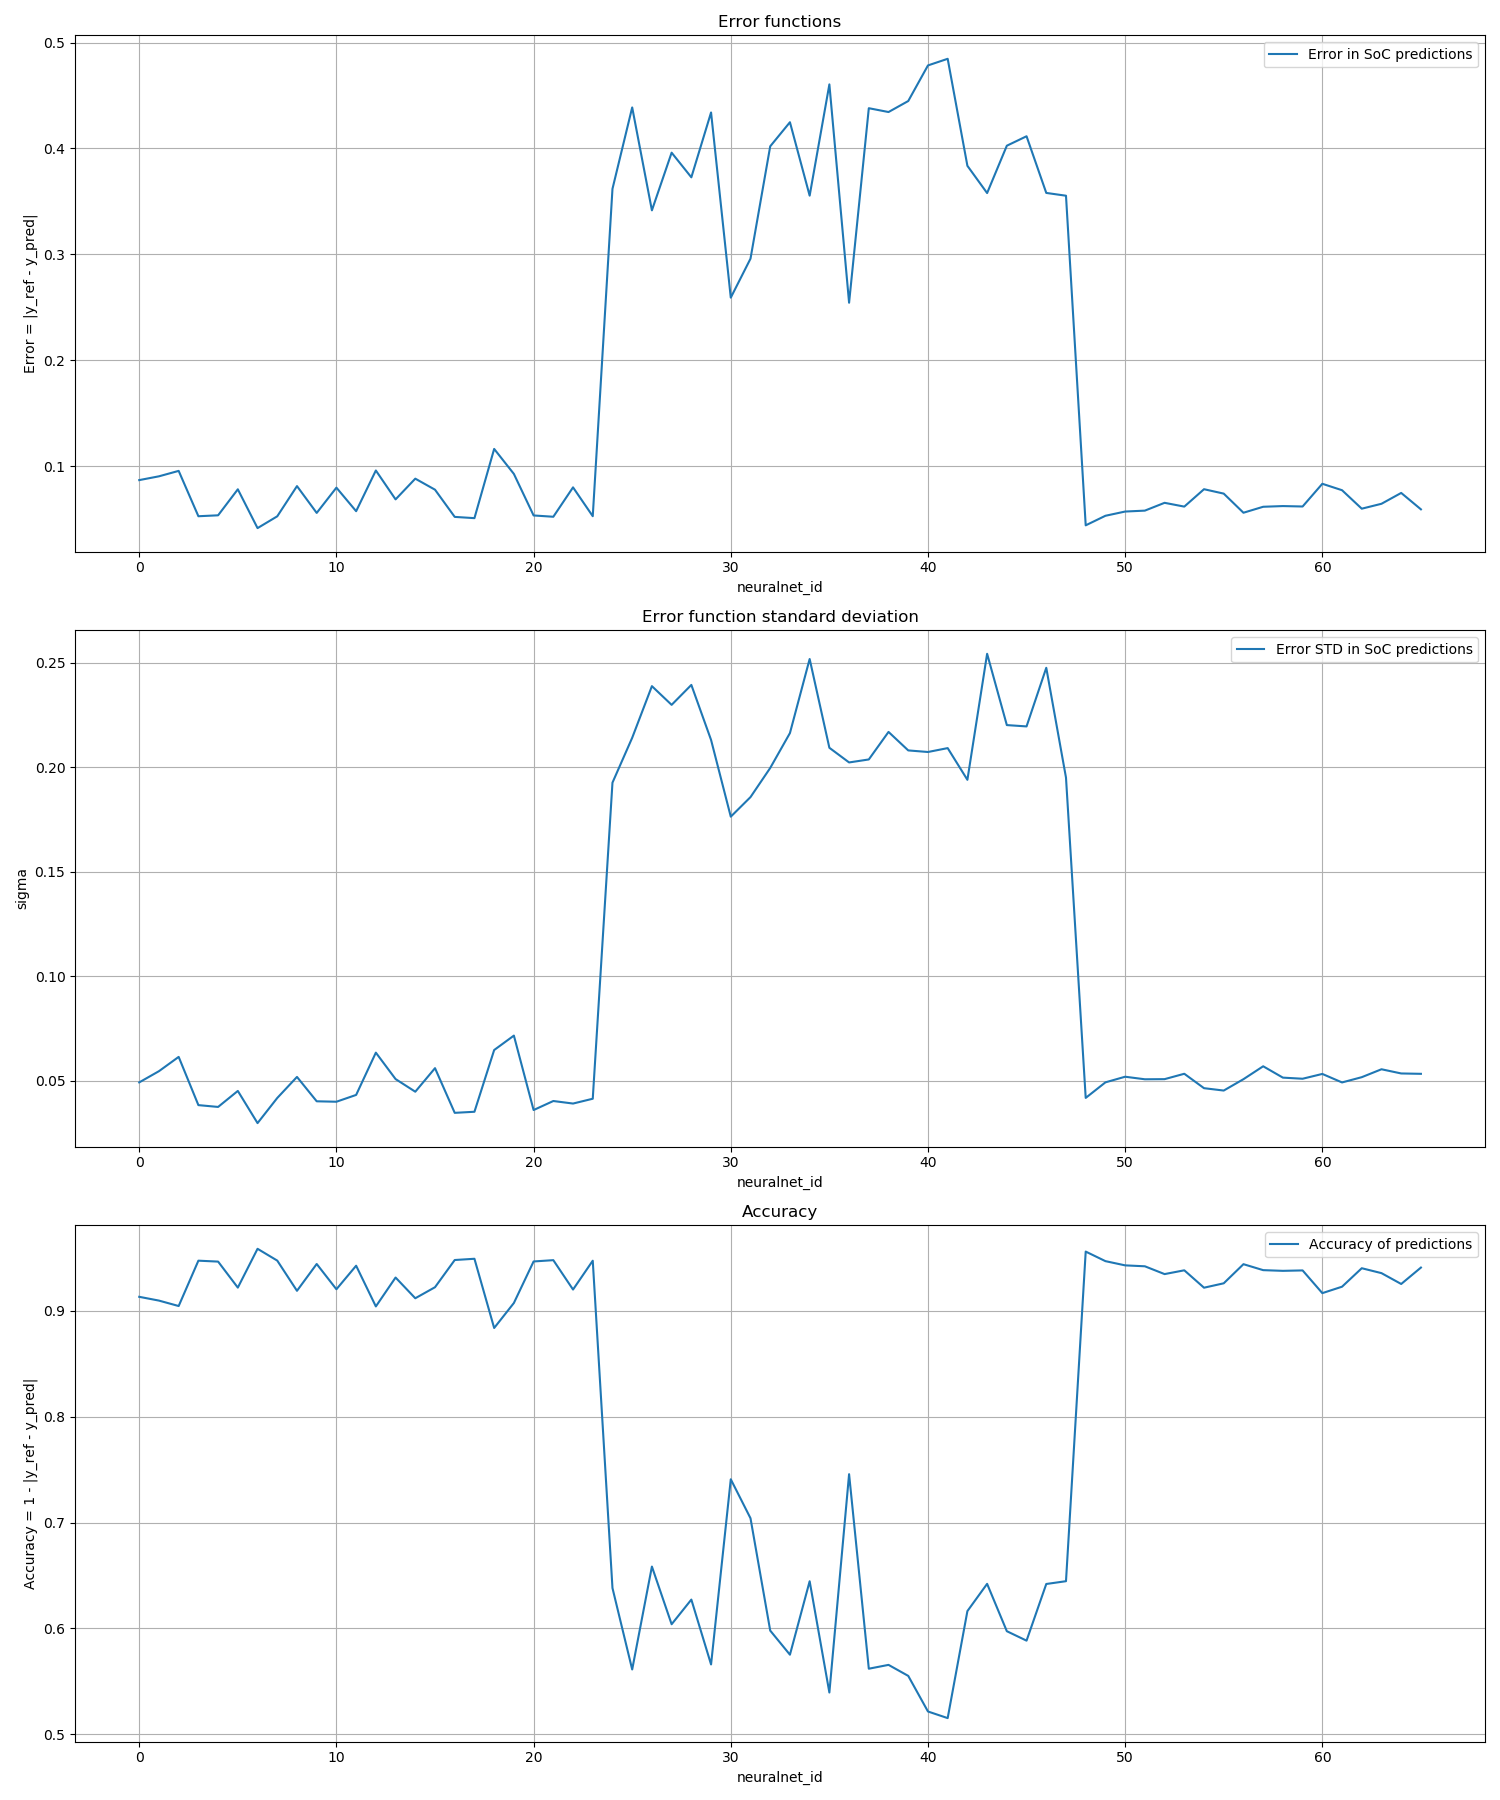 Error functions
Error in SoC predictions
Error = |y_ref - y_pred|
0.5
0.4
0.3
0.2
0.1
0 10 20 30 40 50 60
neuralnet_id
Error function standard deviation
Error STD in SoC predictions
sigma
0.25
0.20
0.15
0.10
0.05
0 10 20 30 40 50 60
neuralnet_id
Accuracy
Accuracy of predictions
Accuracy = 1 - |y_ref - y_pred|
0.9
0.8
0.7
0.6
0.5
0 10 20 30 40 50 60
neuralnet_id